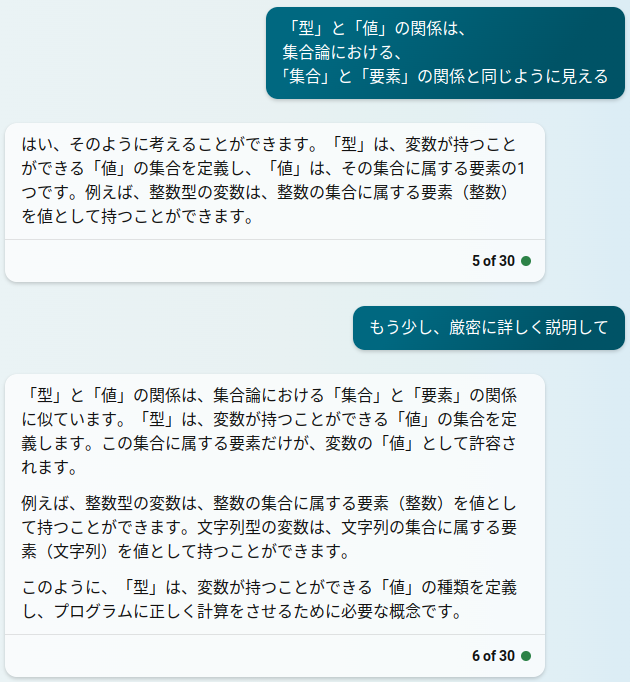 「型」と「値」の関係は、
集合論における、
「集合」と「要素」の関係と同じように見える
はい、そのように考えることができます。「型」は、変数が持つこと
ができる「値」の集合を定義し、「値」は、その集合に属する要素の1
つです。例えば、整数型の変数は、整数の集合に属する要素（整数）
を値として持つことができます。
5 of 30
もう少し、厳密に詳しく説明して
「型」と「値」の関係は、集合論における「集合」と「要素」の関係
に似ています。「型」は、変数が持つことができる「値」の集合を定
義します。この集合に属する要素だけが、変数の「値」として許容さ
れます。
例えば、整数型の変数は、整数の集合に属する要素（整数）を値とし
て持つことができます。文字列型の変数は、文字列の集合に属する要
素（文字列）を値として持つことができます。
このように、「型」は、変数が持つことができる「値」の種類を定義
し、プログラムに正しく計算をさせるために必要な概念です。
6 of 30